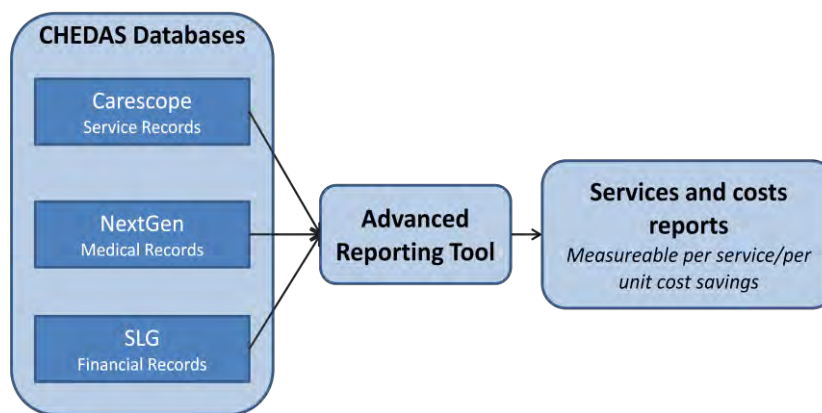 CHEDAS Databases
Carescope
Service Records
NextGen
Medical Records
SLG
Financial Records
Advanced
Reporting Tool
Services and costs
reports
Measureable per service/per
unit cost savings